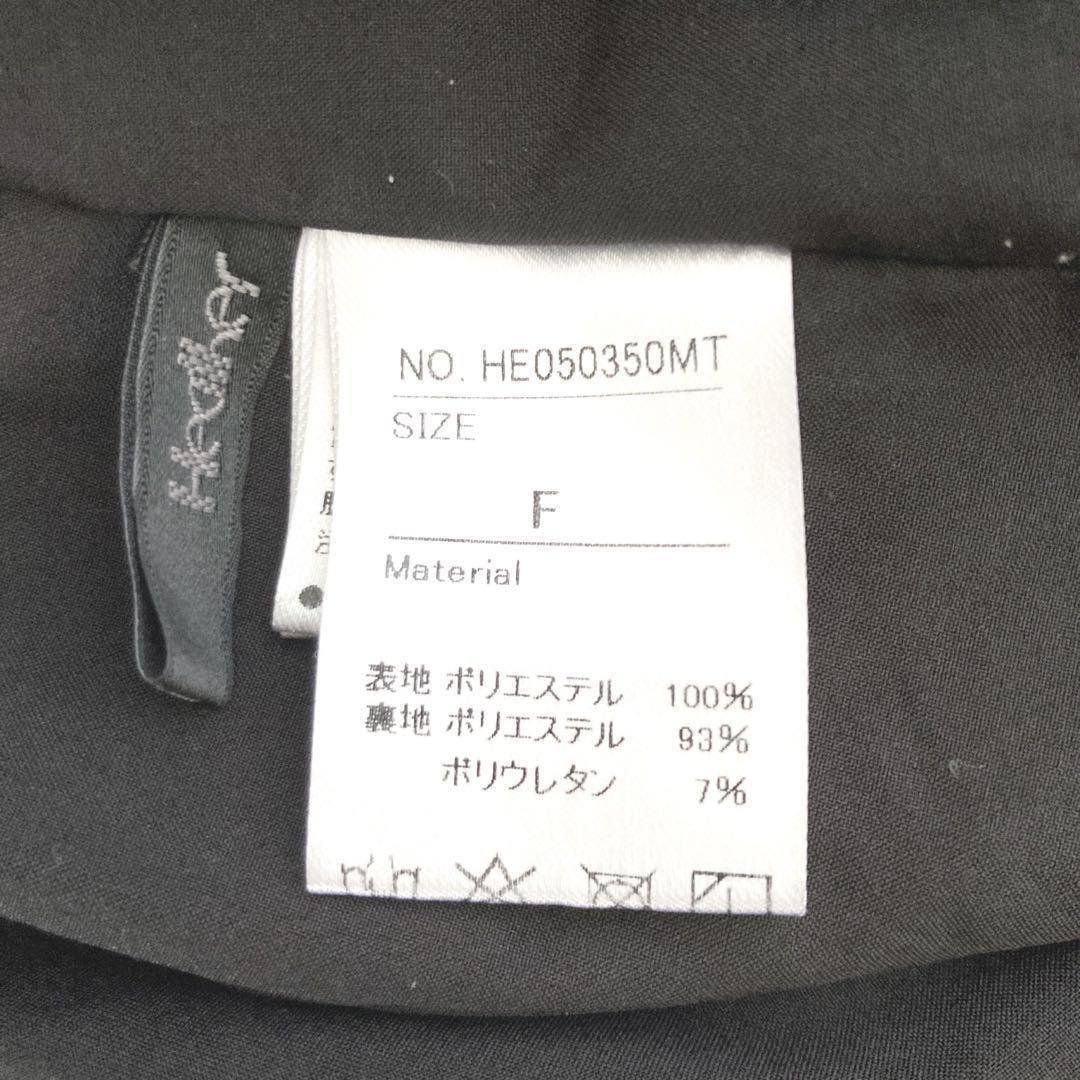 Heather
NO. HE050350MT
SIZE
F
Material
表地 ポリエステル 100%
裏地 ポリエステル 93%
ポリウレタン 7%